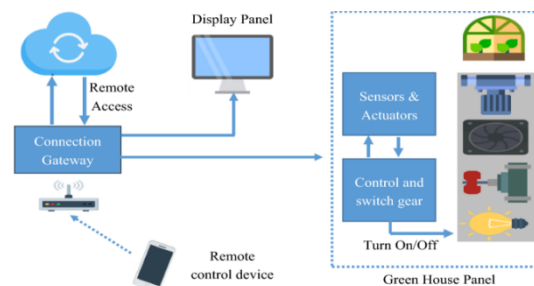 Display Panel
Remote
Access
Connection
Gateway
Sensors &
Actuators
Control and
switch gear
Turn On/Off
Remote
control device
Green House Panel